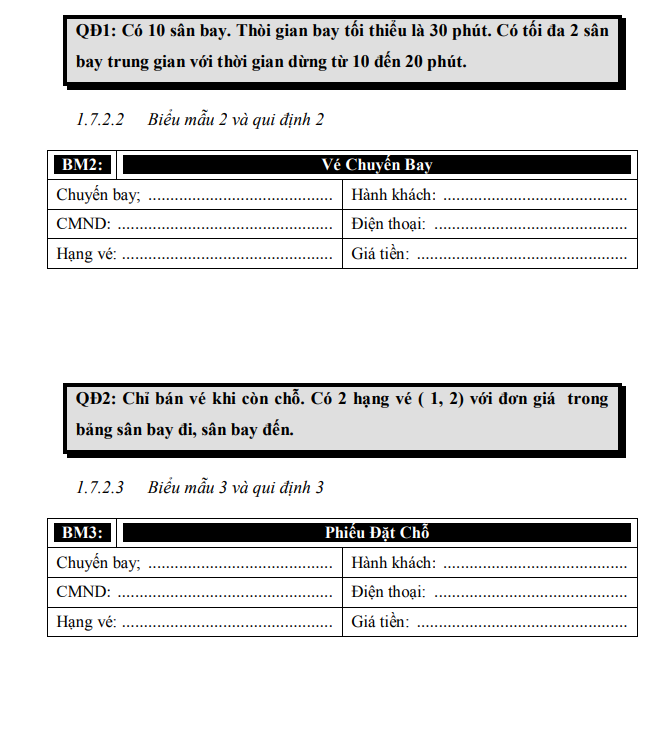 QĐ1: Có 10 sân bay. Thòi gian bay tối thiểu là 30 phút. Có tối đa 2 sân
bay trung gian với thời gian dừng từ 10 đến 20 phút.
1.7.2.2 Biểu mẫu 2 và qui định 2
BM2: Vé Chuyến Bay
Chuyến bay; ........................................... Hành khách: ...........................................
CMND: .................................................. Điện thoại: .............................................
Hạng vé: ................................................. Giá tiền: .................................................
QĐ2: Chỉ bán vé khi còn chỗ. Có 2 hạng vé ( 1, 2) với đơn giá trong
bảng sân bay đi, sân bay đến.
1.7.2.3 Biểu mẫu 3 và qui định 3
BM3: Phiếu Đặt Chỗ
Chuyến bay; ........................................... Hành khách: ...........................................
CMND: .................................................. Điện thoại: .............................................
Hạng vé: ................................................. Giá tiền: .................................................